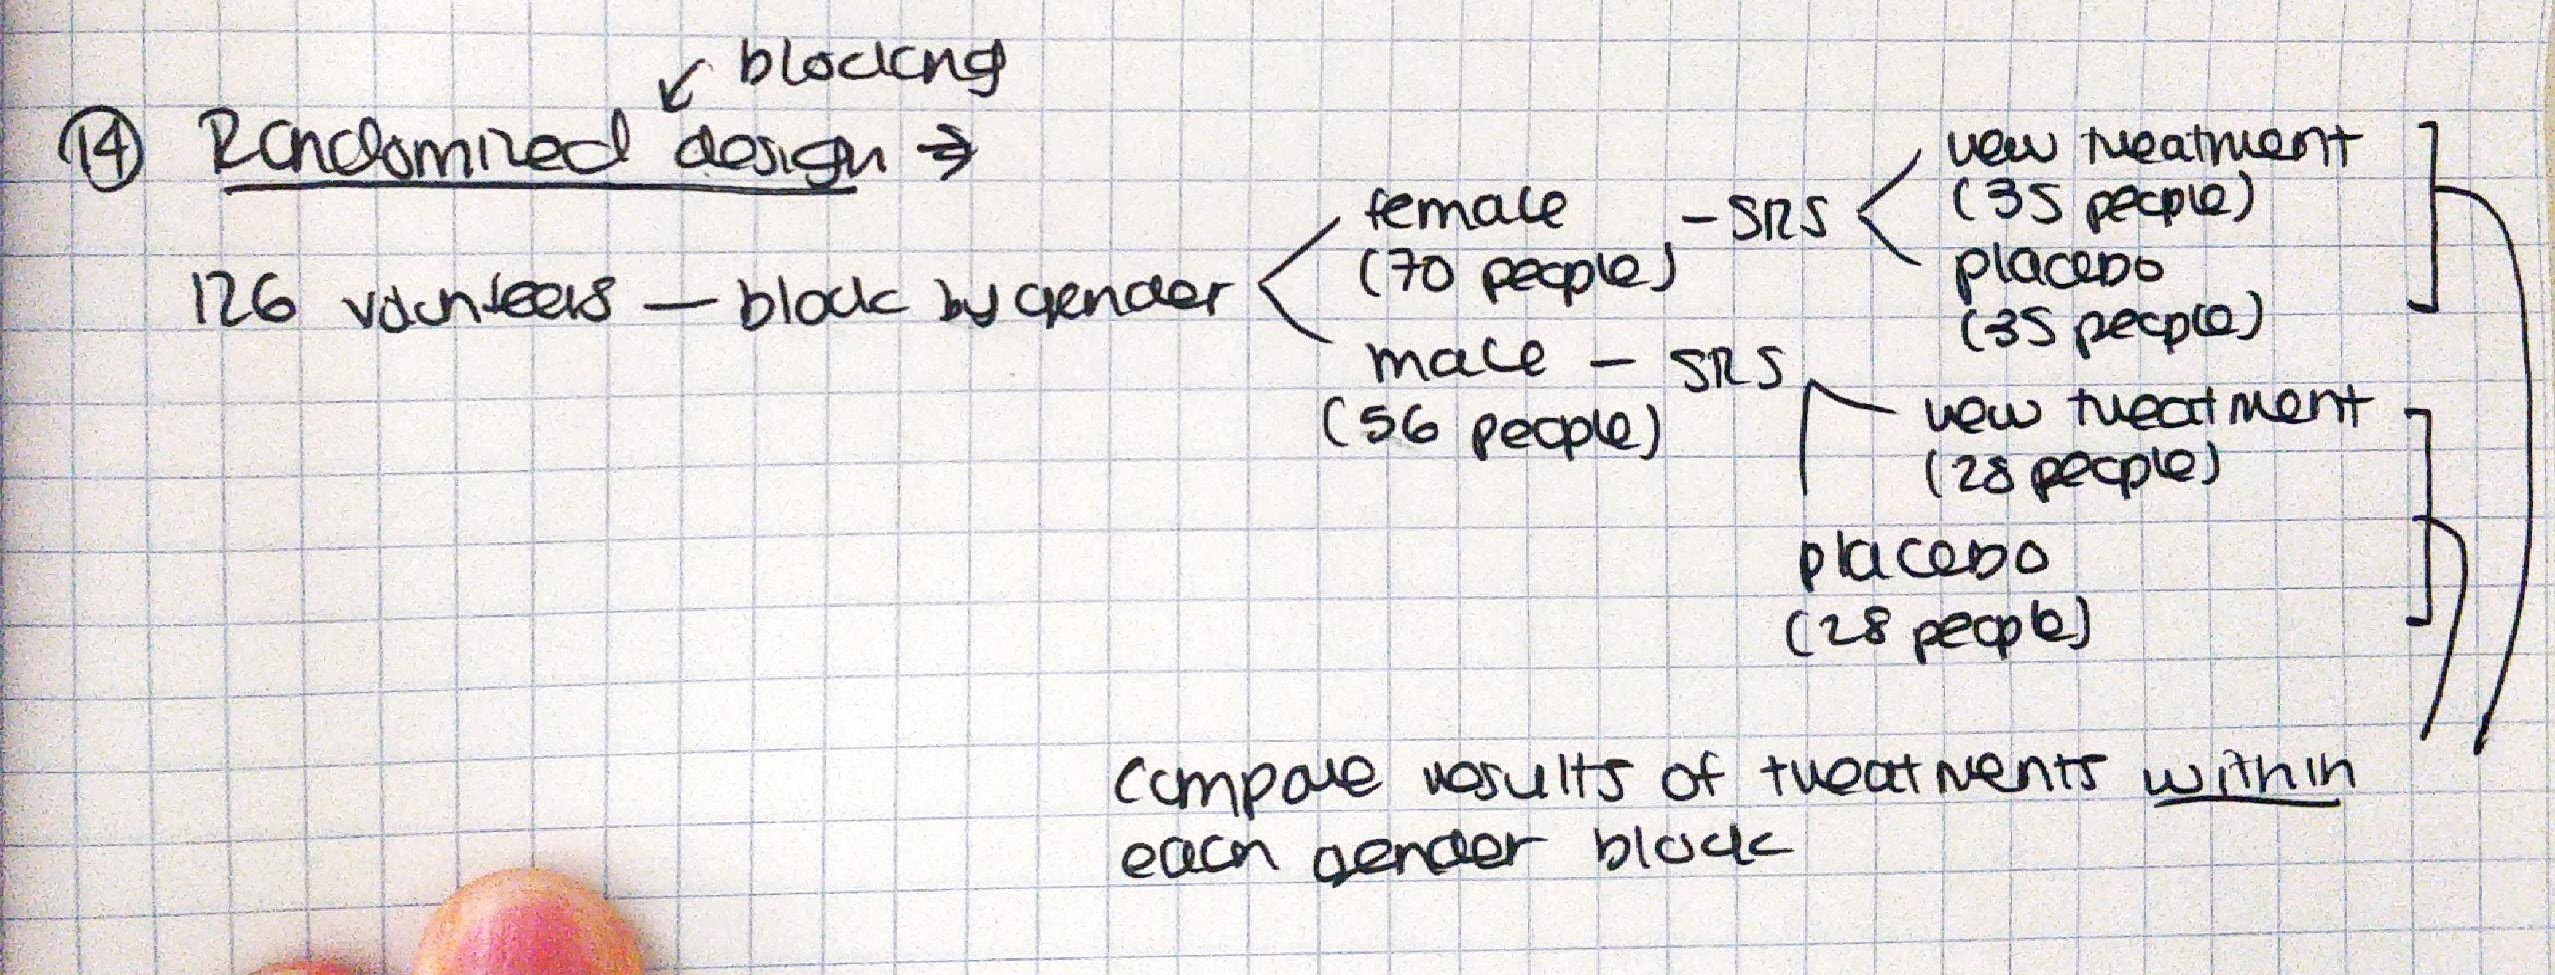 blocking
14 Randomized design →
126 volunteers — block by gender
female - SRS
(70 people)
new treatment
(35 people)
placebo
(35 people)
male - SRS
(56 people)
new treatment
(28 people)
placebo
(28 people)
Compare results of treatments within
each gender block